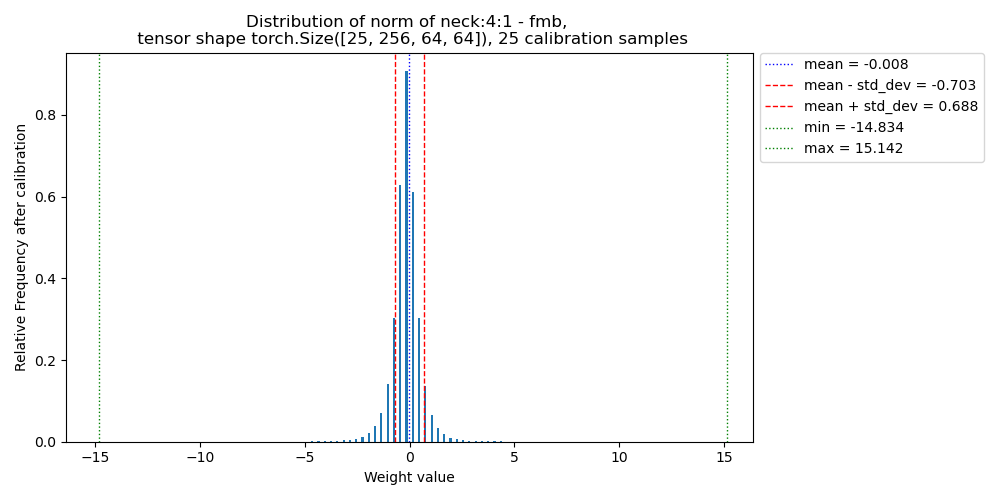 Distribution of norm of neck:4:1 - fmb,
tensor shape torch.Size([25, 256, 64, 64]), 25 calibration samples
mean = -0.008
mean - std_dev = -0.703
mean + std_dev = 0.688
min = -14.834
max = 15.142
Relative Frequency after calibration
0.8
0.6
0.4
0.2
0.0
−15
−10
−5
0
5
10
15
Weight value